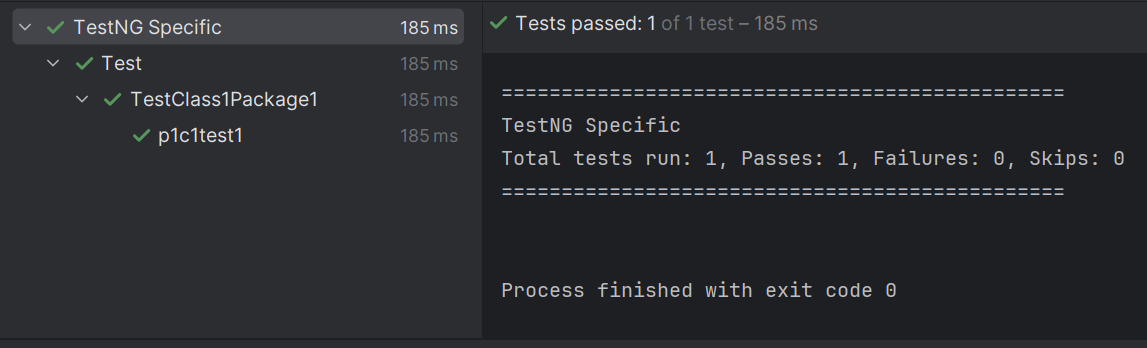 TestNG Specific 185 ms
Test 185 ms
TestClass1Package1 185 ms
p1c1test1 185 ms
Tests passed: 1 of 1 test – 185 ms
===============================================
TestNG Specific
Total tests run: 1, Passes: 1, Failures: 0, Skips: 0
===============================================
Process finished with exit code 0